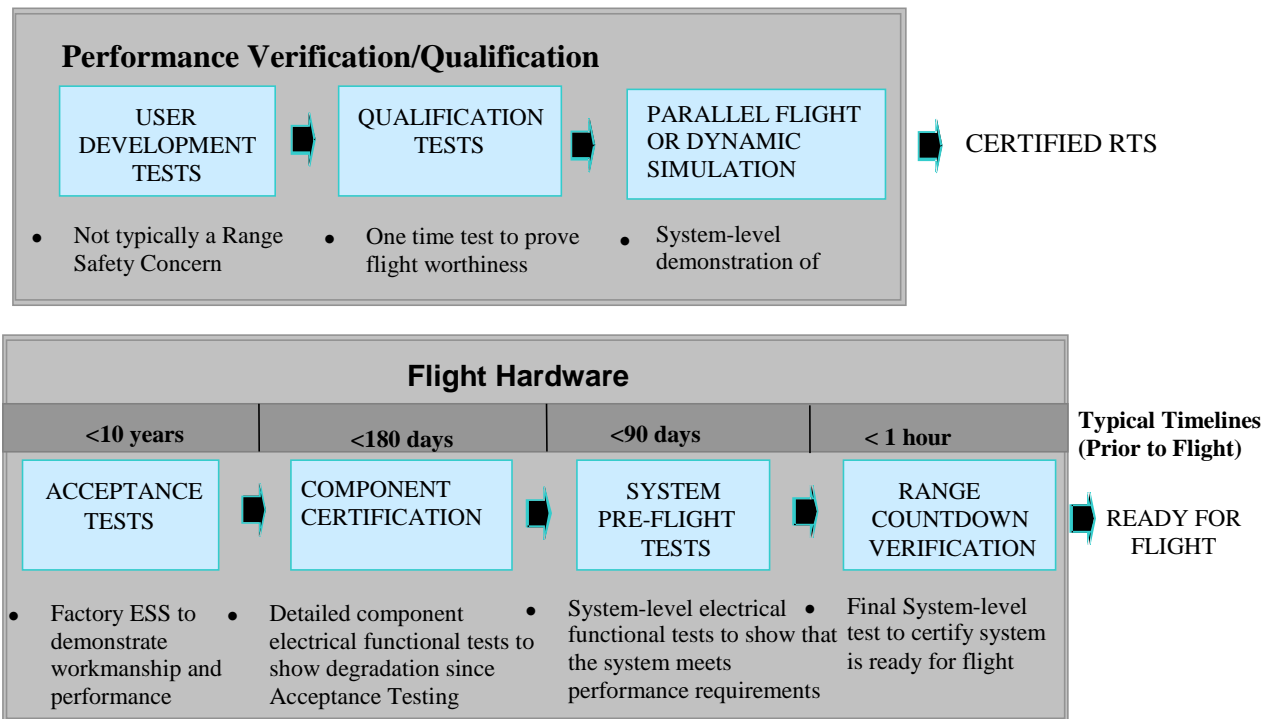 Performance Verification/Qualification
USER
DEVELOPMENT
TESTS
QUALIFICATION
TESTS
PARALLEL FLIGHT
OR DYNAMIC
SIMULATION
CERTIFIED RTS
• Not typically a Range
Safety Concern
• One time test to prove
flight worthiness
• System-level
demonstration of
Flight Hardware
<10 years
<180 days
<90 days
< 1 hour
Typical Timelines
(Prior to Flight)
ACCEPTANCE
TESTS
COMPONENT
CERTIFICATION
SYSTEM
PRE-FLIGHT
TESTS
RANGE
COUNTDOWN
VERIFICATION
READY FOR
FLIGHT
• Factory ESS to
demonstrate
workmanship and
performance
• Detailed component
electrical functional tests to
show degradation since
Acceptance Testing
• System-level electrical
functional tests to show that
the system meets
performance requirements
• Final System-level
test to certify system
is ready for flight